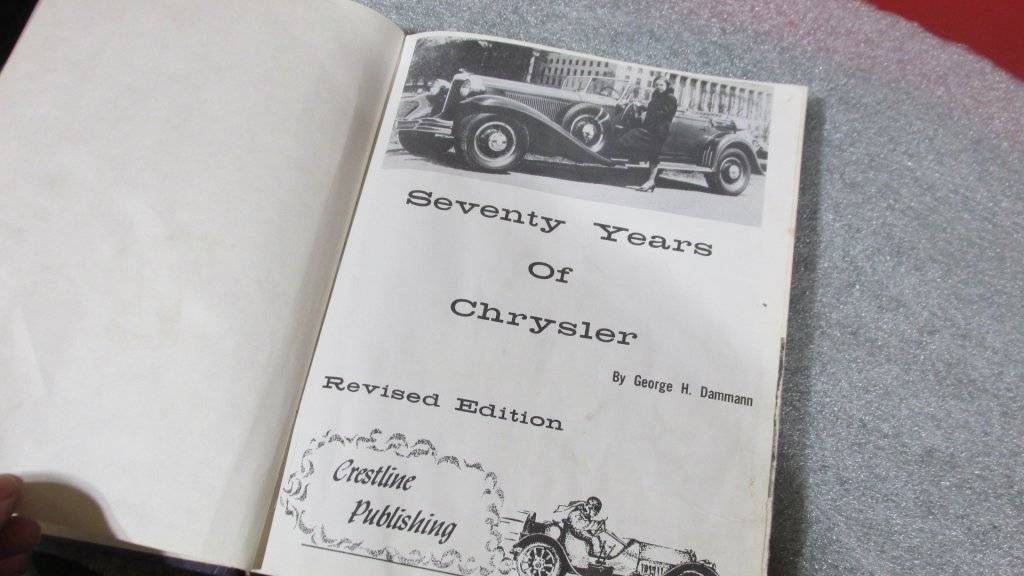 Seventy Years
Of
Chrysler
By George H. Dammann
Revised Edition
Crestline
Publishing